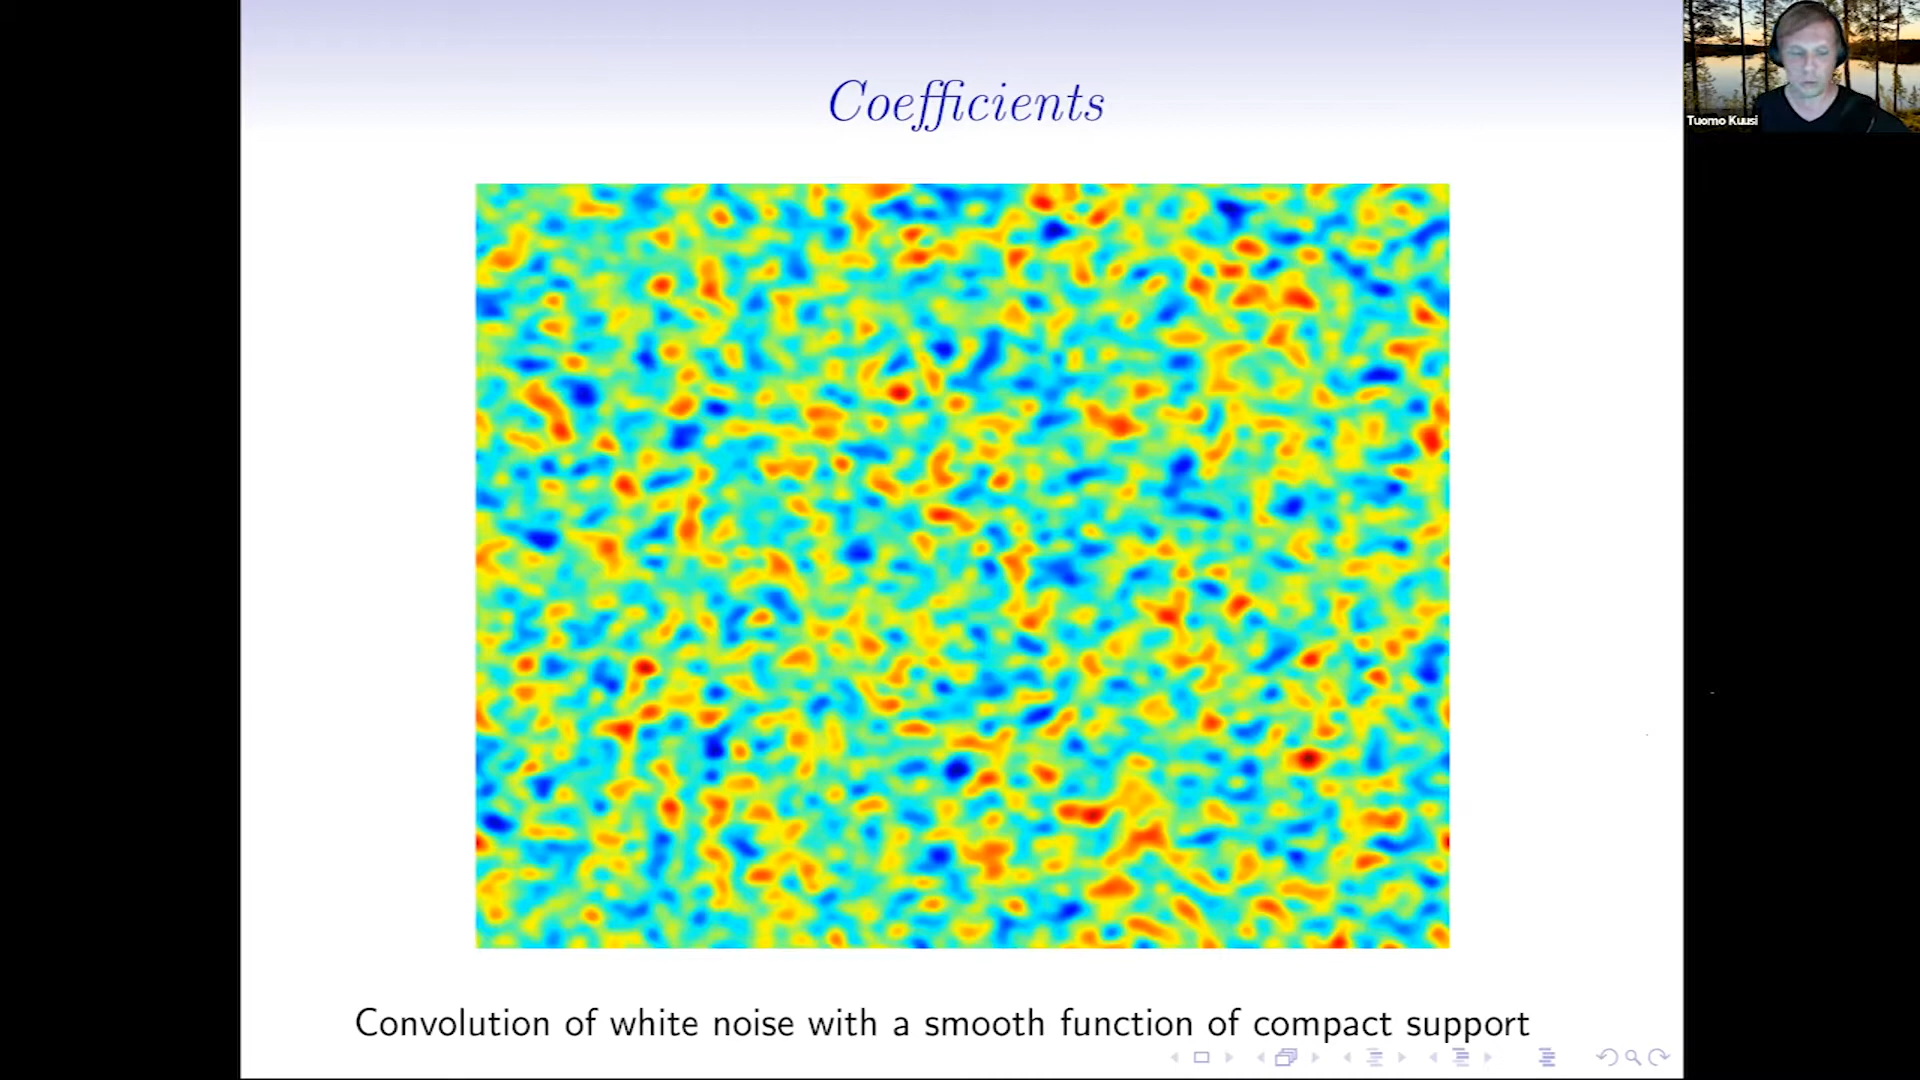 Coefficients
Tuomo Kuusi
Convolution of white noise with a smooth function of compact support